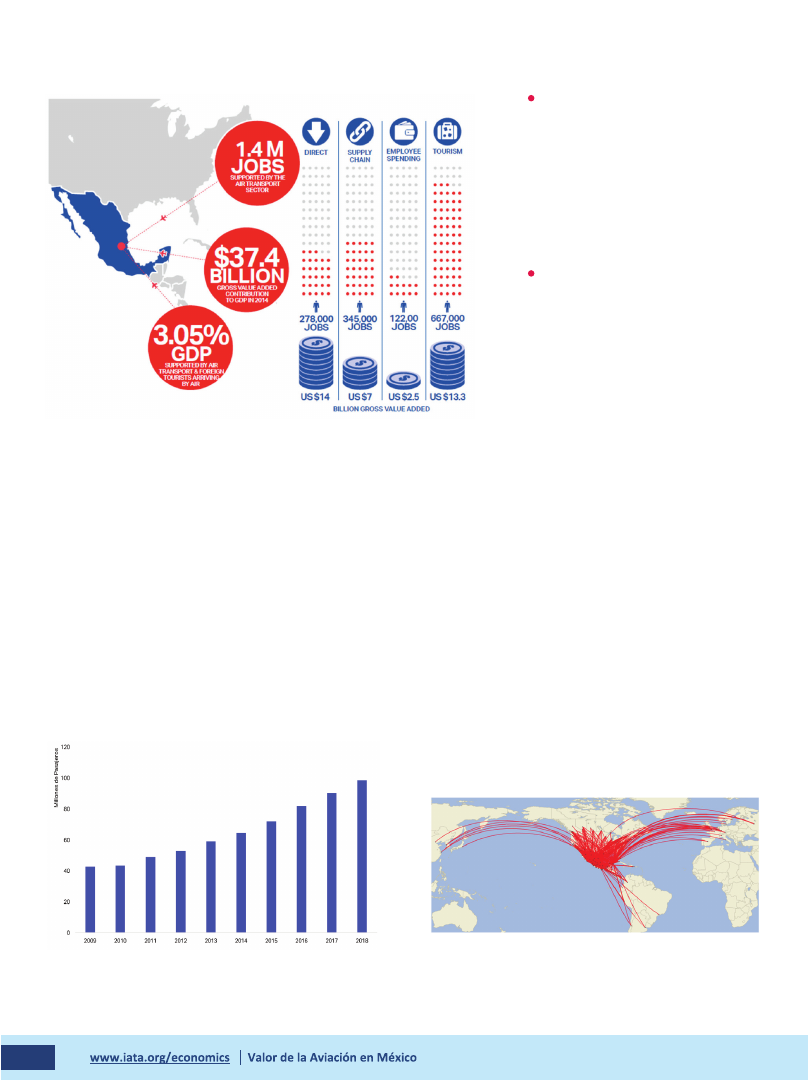 1.4 M
JOBS
SUPPORTED BY THE
AIR TRANSPORT
SECTOR
$37.4
BILLION
GROSS VALUE ADDED
CONTRIBUTION
TO GDP IN 2014
3.05%
GDP
SUPPORTED BY AIR
TRANSPORT & FOREIGN
TOURISTS ARRIVING
BY AIR
DIRECT
SUPPLY
CHAIN
EMPLOYEE
SPENDING
TOURISM
278,000
JOBS
345,000
JOBS
122,00
JOBS
667,000
JOBS
US $14
US $7
US $2.5
US $13.3
BILLION GROSS VALUE ADDED
Millones de Pasajeros
120
100
80
60
40
20
0
2009 2010 2011 2012 2013 2014 2015 2016 2017 2018
www.iata.org/economics | Valor de la Aviación en México